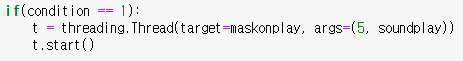 if(condition == 1):
    t = threading.Thread(target=maskonplay, args=(5, soundplay))
    t.start()